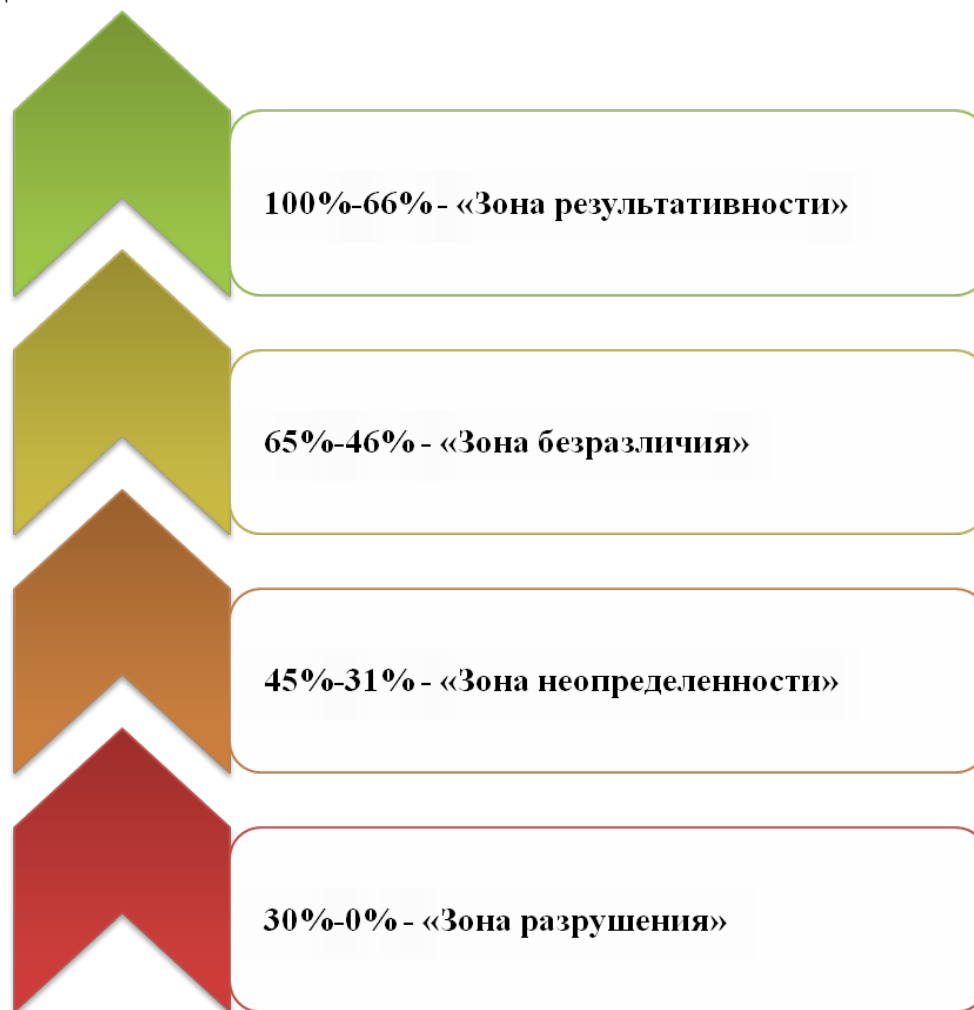 100%-66% - «Зона результативности»
65%-46% - «Зона безразличия»
45%-31% - «Зона неопределенности»
30%-0% - «Зона разрушения»